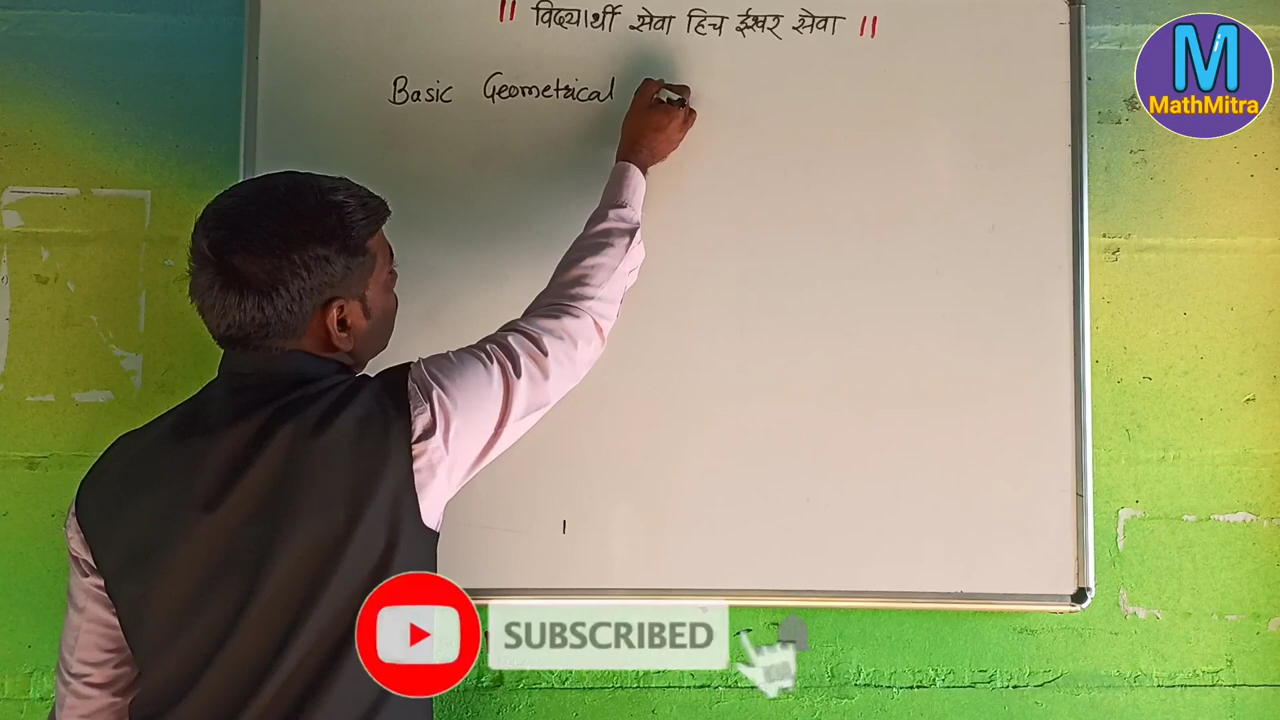 || विद्यार्थी सेवा हिच ईश्वर सेवा ||
Basic Geometrical
M
MathMitra
SUBSCRIBED